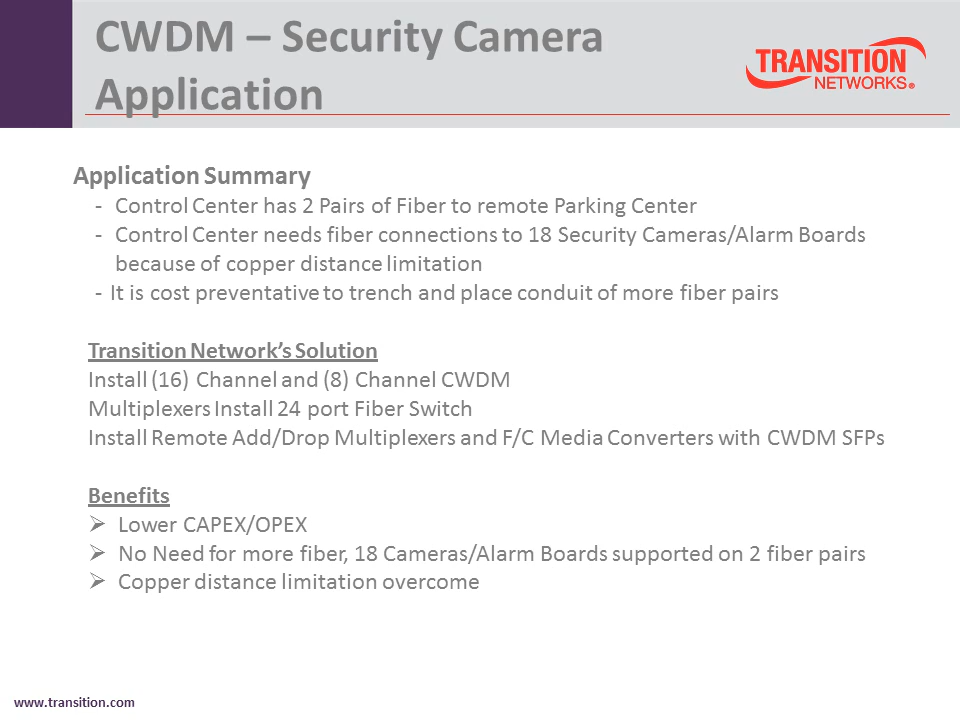 CWDM – Security Camera
Application
TRANSITION
NETWORKS®
Application Summary
- Control Center has 2 Pairs of Fiber to remote Parking Center
- Control Center needs fiber connections to 18 Security Cameras/Alarm Boards
because of copper distance limitation
- It is cost preventative to trench and place conduit of more fiber pairs
Transition Network’s Solution
Install (16) Channel and (8) Channel CWDM
Multiplexers Install 24 port Fiber Switch
Install Remote Add/Drop Multiplexers and F/C Media Converters with CWDM SFPs
Benefits
➢ Lower CAPEX/OPEX
➢ No Need for more fiber, 18 Cameras/Alarm Boards supported on 2 fiber pairs
➢ Copper distance limitation overcome
www.transition.com